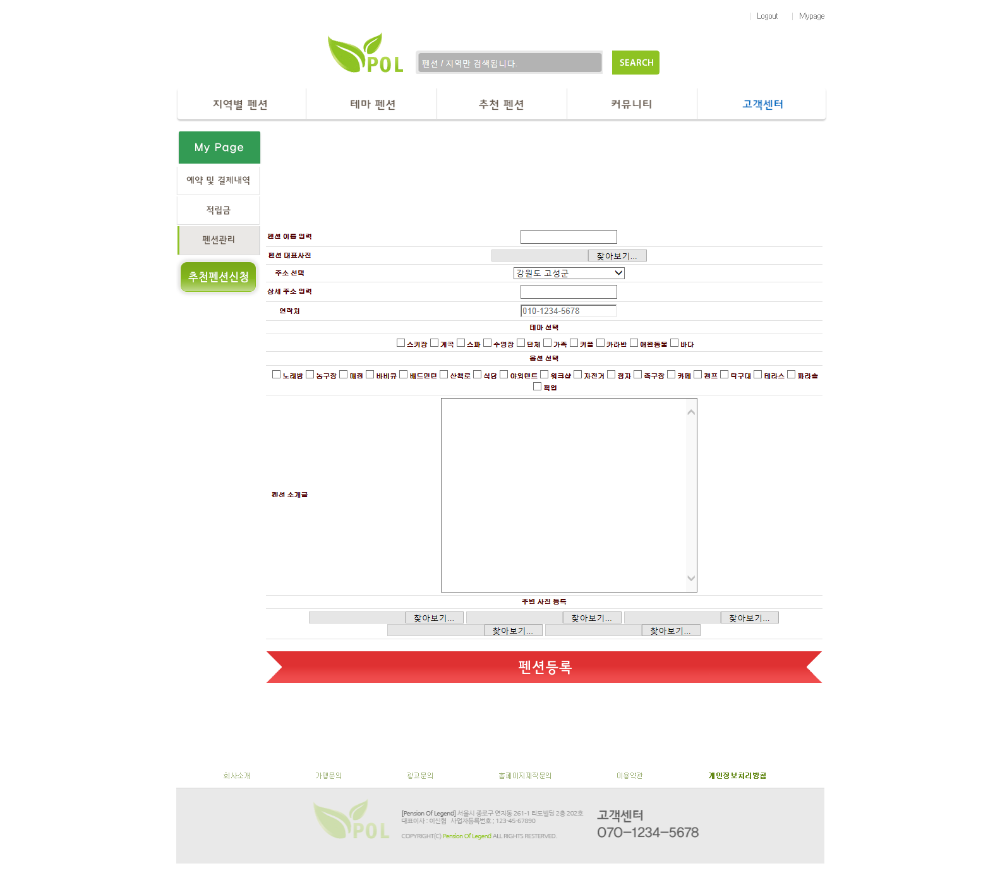 Logout Mypage
POL 펜션 / 지역만 검색됩니다. SEARCH
지역별 펜션 테마 펜션 추천 펜션 커뮤니티 고객센터
My Page
예약 및 결제내역
적립금
펜션관리
추천펜션신청
펜션 이름 입력
펜션 대표사진 찾아보기...
주소 선택 강원도 고성군
상세 주소 입력
연락처 010-1234-5678
테마 선택
스키장 계곡 스파 수영장 단체 가족 커플 카라반 애완동물 바다
옵션 선택
노래방 농구장 매점 바비큐 배드민턴 산책로 식당 야외텐트 워크샵 자전거 정자 족구장 카페 캠프 탁구대 테라스 파라솔
픽업
펜션 소개글
주변 사진 등록
찾아보기... 찾아보기... 찾아보기...
찾아보기... 찾아보기...
펜션등록
회사소개 가맹문의 광고문의 홈페이지제작문의 이용약관 개인정보처리방침
POL
[Pension Of Legend] 서울시 종로구 연지동 261-1 리도빌딩 2층 202호
대표이사 : 이신협 사업자등록번호 ; 123-45-67890
COPYRIGHT(C) Pension Of Legend ALL RIGHTS RESTERVED.
고객센터
070-1234-5678